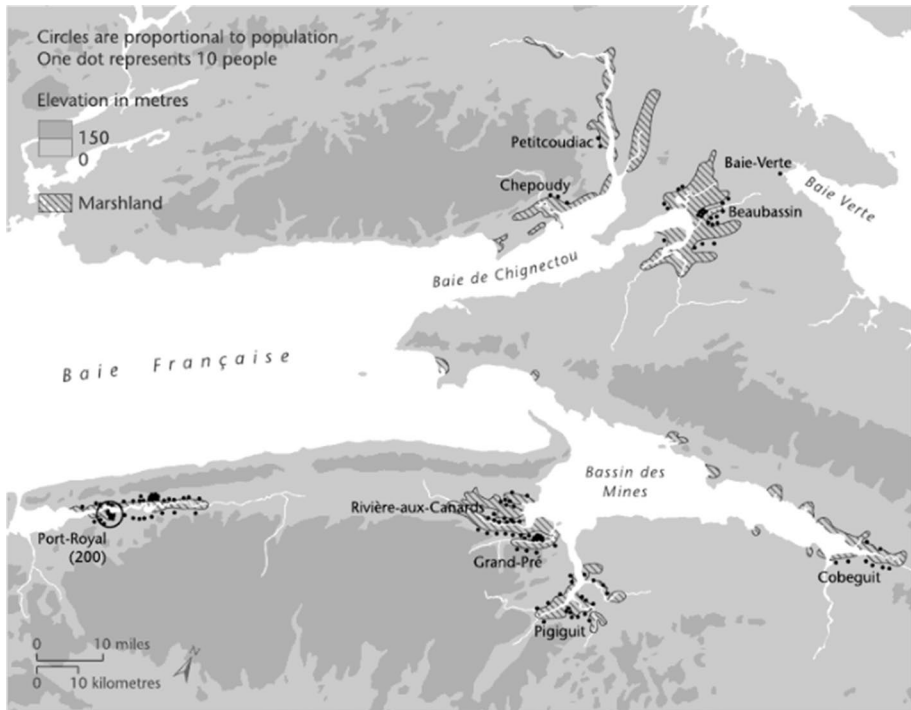 Circles are proportional to population
One dot represents 10 people
Elevation in metres
150
0
Marshland
Petitcoudiac
Chepoudy
Baie-Verte
Beaubassin
Baie Verte
Baie de Chignectou
Baie Française
Bassin des
Mines
Rivière-aux-Canards
Port-Royal
(200)
Grand-Pré
Cobeguit
Pigiguit
0 10 miles
0 10 kilometres
N